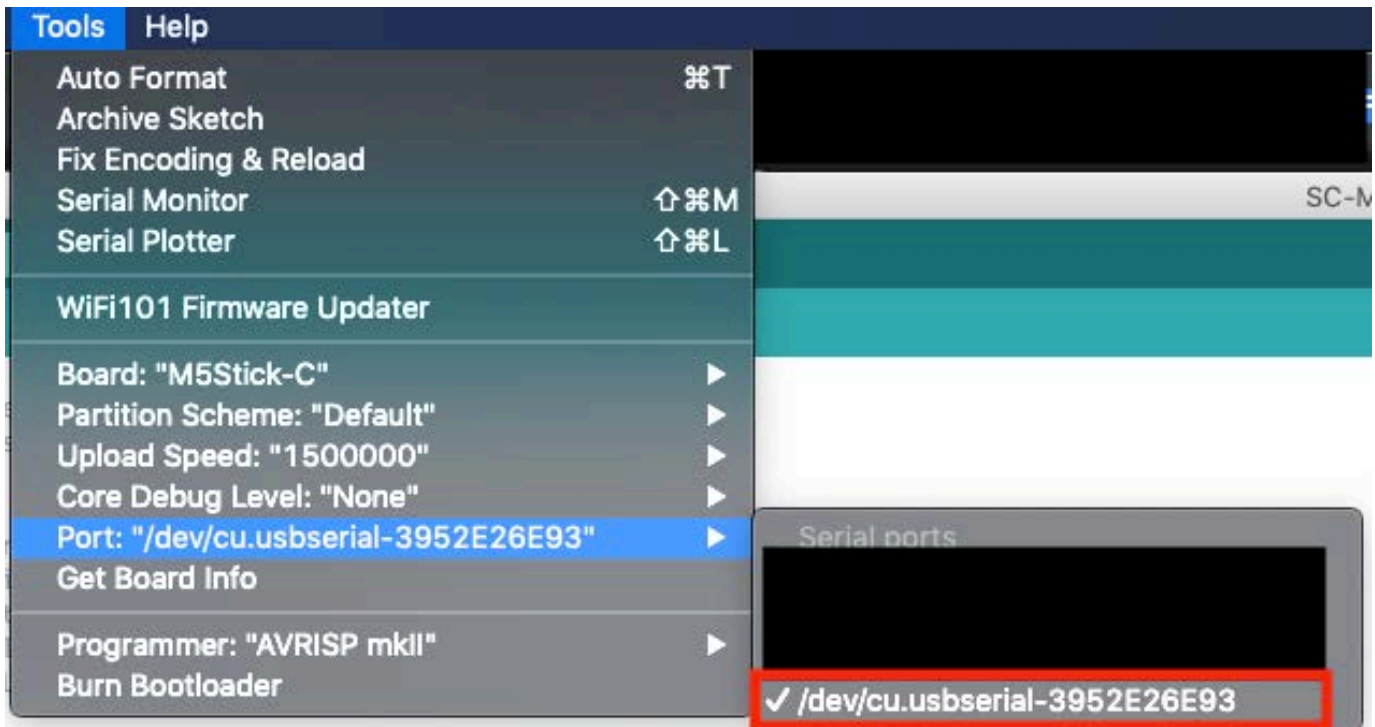 Tools Help
Auto Format ⌘T
Archive Sketch
Fix Encoding & Reload
Serial Monitor ⇧⌘M
Serial Plotter ⇧⌘L
SC-M
WiFi101 Firmware Updater
Board: "M5Stick-C" ▶
Partition Scheme: "Default" ▶
Upload Speed: "1500000" ▶
Core Debug Level: "None" ▶
Port: "/dev/cu.usbserial-3952E26E93" ▶
Serial ports
Get Board Info
Programmer: "AVRISP mkII" ▶
Burn Bootloader
✓ /dev/cu.usbserial-3952E26E93